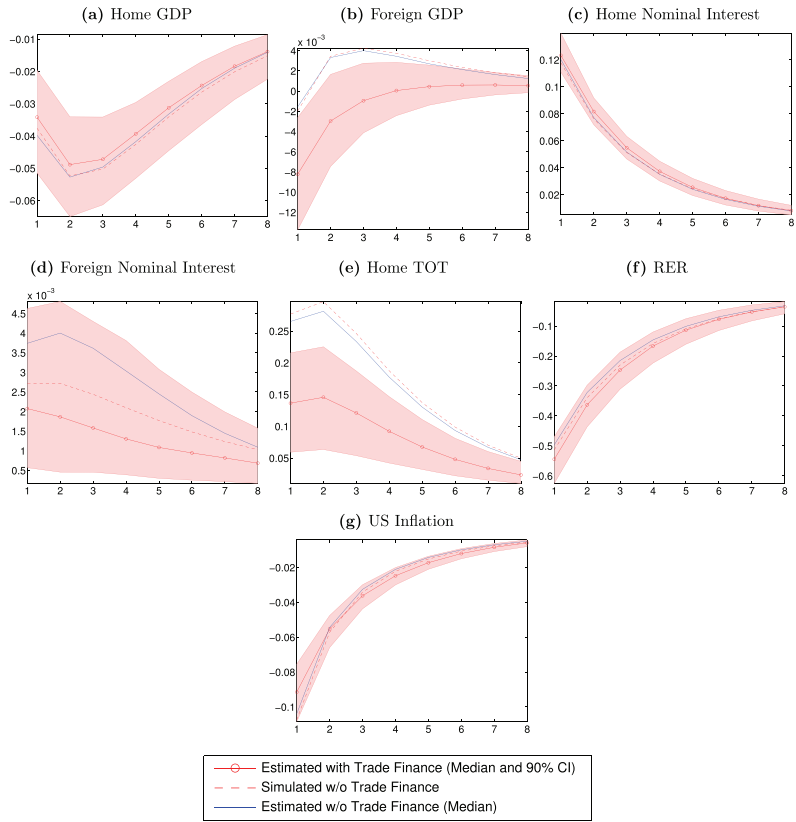 (a) Home GDP
(b) Foreign GDP
(c) Home Nominal Interest
−0.01
−0.02
−0.03
−0.04
−0.05
−0.06
1 2 3 4 5 6 7 8
x 10⁻³
4
2
0
−2
−4
−6
−8
−10
−12
1 2 3 4 5 6 7 8
0.12
0.10
0.08
0.06
0.04
0.02
1 2 3 4 5 6 7 8
(d) Foreign Nominal Interest
(e) Home TOT
(f) RER
x 10⁻³
4.5
4
3.5
3
2.5
2
1.5
1
0.5
1 2 3 4 5 6 7 8
0.25
0.2
0.15
0.1
0.05
1 2 3 4 5 6 7 8
−0.1
−0.2
−0.3
−0.4
−0.5
−0.6
1 2 3 4 5 6 7 8
(g) US Inflation
−0.02
−0.04
−0.06
−0.08
−0.1
1 2 3 4 5 6 7 8
Estimated with Trade Finance (Median and 90% CI)
Simulated w/o Trade Finance
Estimated w/o Trade Finance (Median)